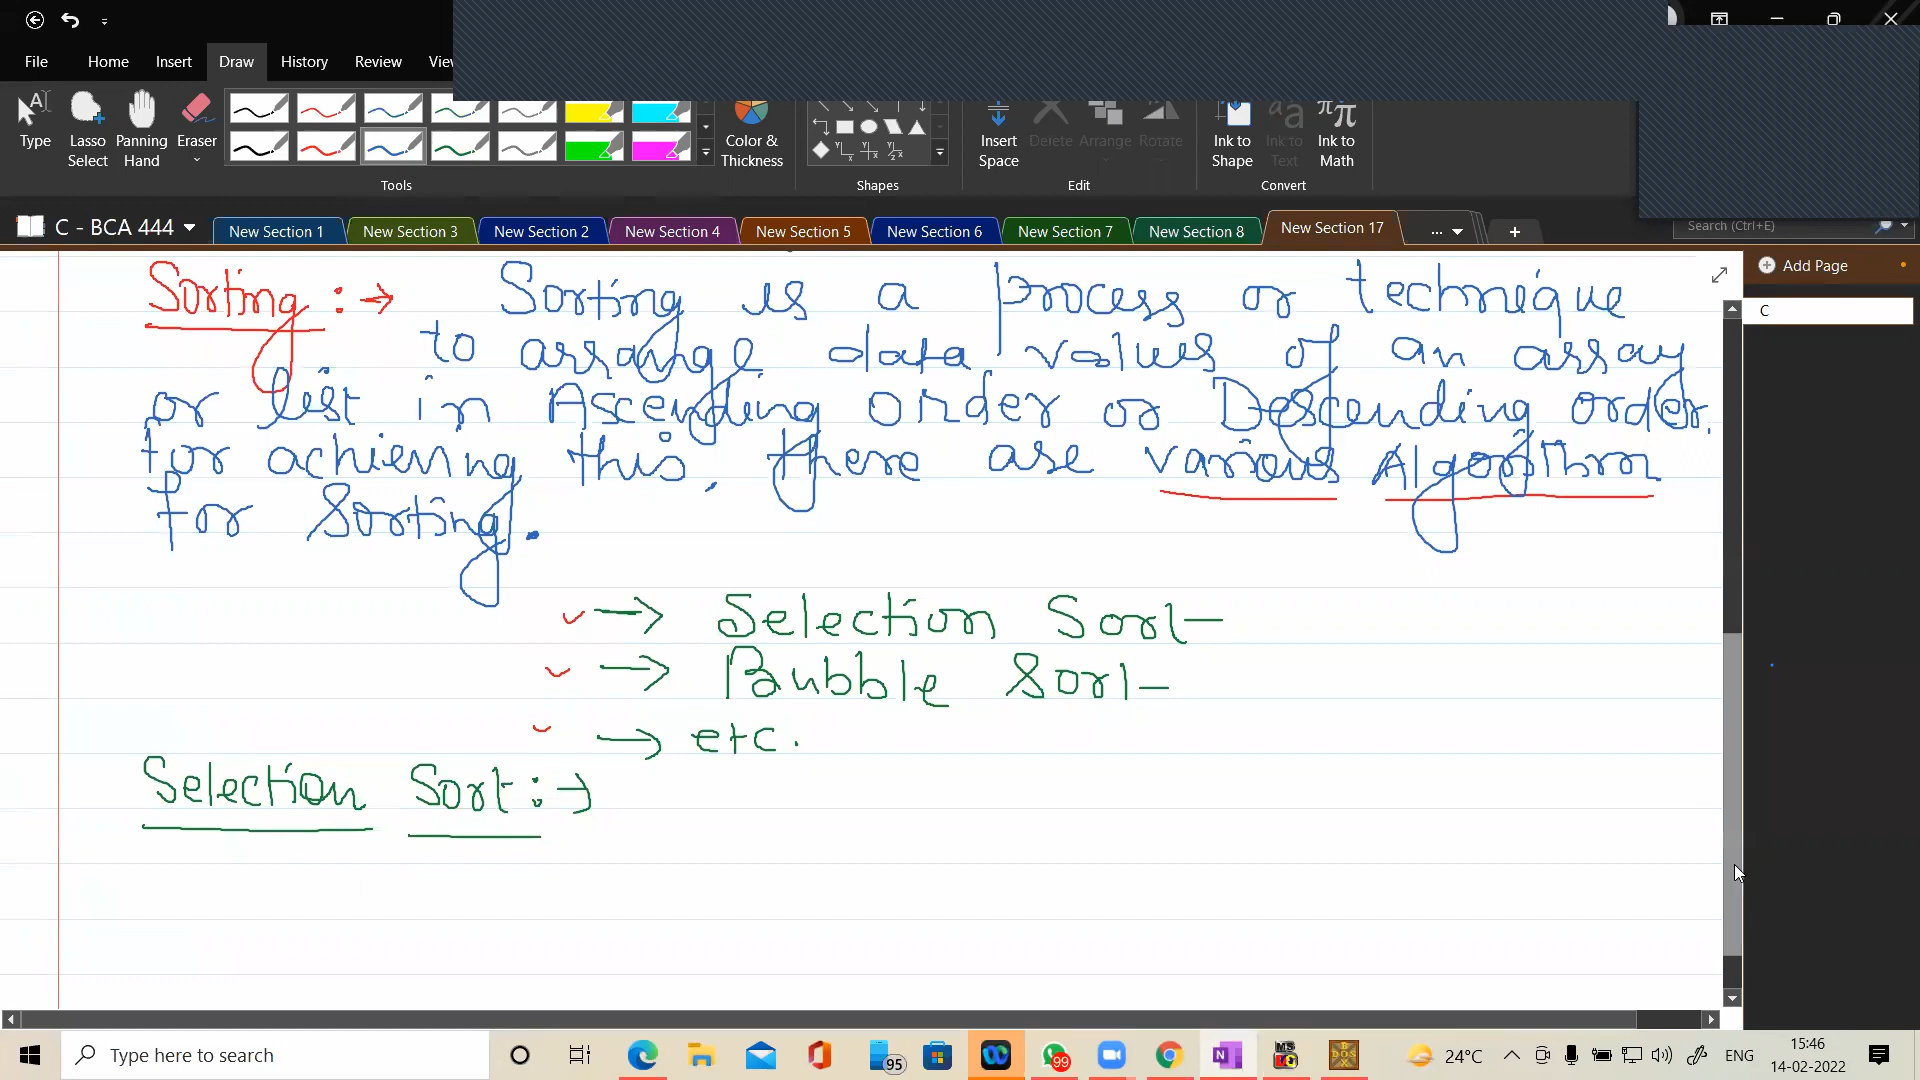 File Home Insert Draw History Review
Type Lasso Select Panning Hand Eraser Color & Thickness Insert Space Delete Arrange Rotate Ink to Shape Ink to Text Ink to Math
Tools Shapes Edit Convert
C - BCA 444 New Section 1 New Section 3 New Section 2 New Section 4 New Section 5 New Section 6 New Section 7 New Section 8 New Section 17 ... + Search (Ctrl+E)
Add Page
C
Sorting :→ Sorting is a process or technique
to arrange data values of an array
or list in Ascending order or Descending order.
for achieving this, there are various Algorithm
for Sorting.
→ Selection Sort
→ Bubble Sort
→ etc.
Selection Sort :→
Type here to search 95 99 24°C ENG 15:46
14-02-2022